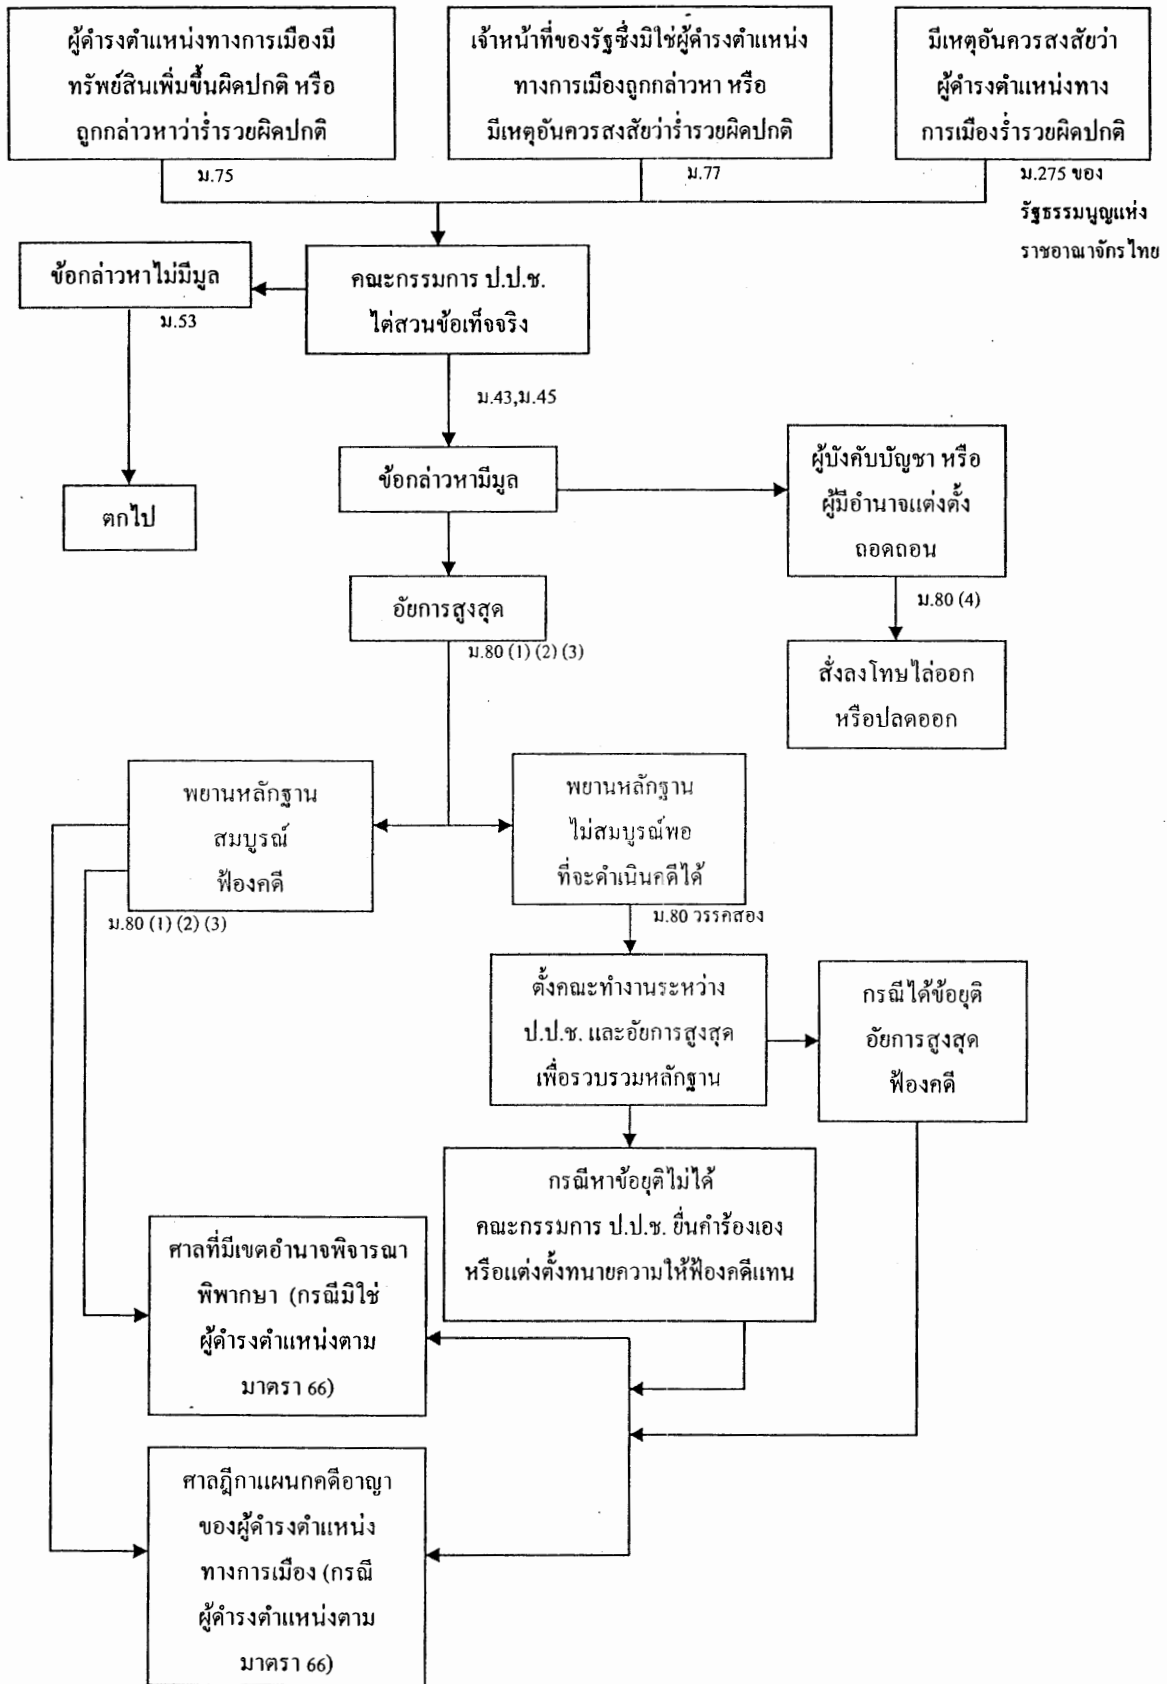 ผู้ดำรงตำแหน่งทางการเมืองมี
ทรัพย์สินเพิ่มขึ้นผิดปกติ หรือ
ถูกกล่าวหาว่าร่ำรวยผิดปกติ
เจ้าหน้าที่ของรัฐซึ่งมิใช่ผู้ดำรงตำแหน่ง
ทางการเมืองถูกกล่าวหา หรือ
มีเหตุอันควรสงสัยว่าร่ำรวยผิดปกติ
มีเหตุอันควรสงสัยว่า
ผู้ดำรงตำแหน่งทาง
การเมืองร่ำรวยผิดปกติ
ม.75
ม.77
ม.275 ของ
รัฐธรรมนูญแห่ง
ราชอาณาจักรไทย
ข้อกล่าวหาไม่มีมูล
ม.53
คณะกรรมการ ป.ป.ช.
ไต่สวนข้อเท็จจริง
ม.43,ม.45
ข้อกล่าวหามีมูล
ผู้บังคับบัญชา หรือ
ผู้มีอำนาจแต่งตั้ง
ถอดถอน
ตกไป
อัยการสูงสุด
ม.80 (4)
ม.80 (1) (2) (3)
สั่งลงโทษไล่ออก
หรือปลดออก
พยานหลักฐาน
สมบูรณ์
ฟ้องคดี
พยานหลักฐาน
ไม่สมบูรณ์พอ
ที่จะดำเนินคดีได้
ม.80 (1) (2) (3)
ม.80 วรรคสอง
ตั้งคณะทำงานระหว่าง
ป.ป.ช. และอัยการสูงสุด
เพื่อรวบรวมหลักฐาน
กรณีได้ข้อยุติ
อัยการสูงสุด
ฟ้องคดี
กรณีหาข้อยุติไม่ได้
คณะกรรมการ ป.ป.ช. ยื่นคำร้องเอง
หรือแต่งตั้งทนายความให้ฟ้องคดีแทน
ศาลที่มีเขตอำนาจพิจารณา
พิพากษา (กรณีมิใช่
ผู้ดำรงตำแหน่งตาม
มาตรา 66)
ศาลฎีกาแผนกคดีอาญา
ของผู้ดำรงตำแหน่ง
ทางการเมือง (กรณี
ผู้ดำรงตำแหน่งตาม
มาตรา 66)